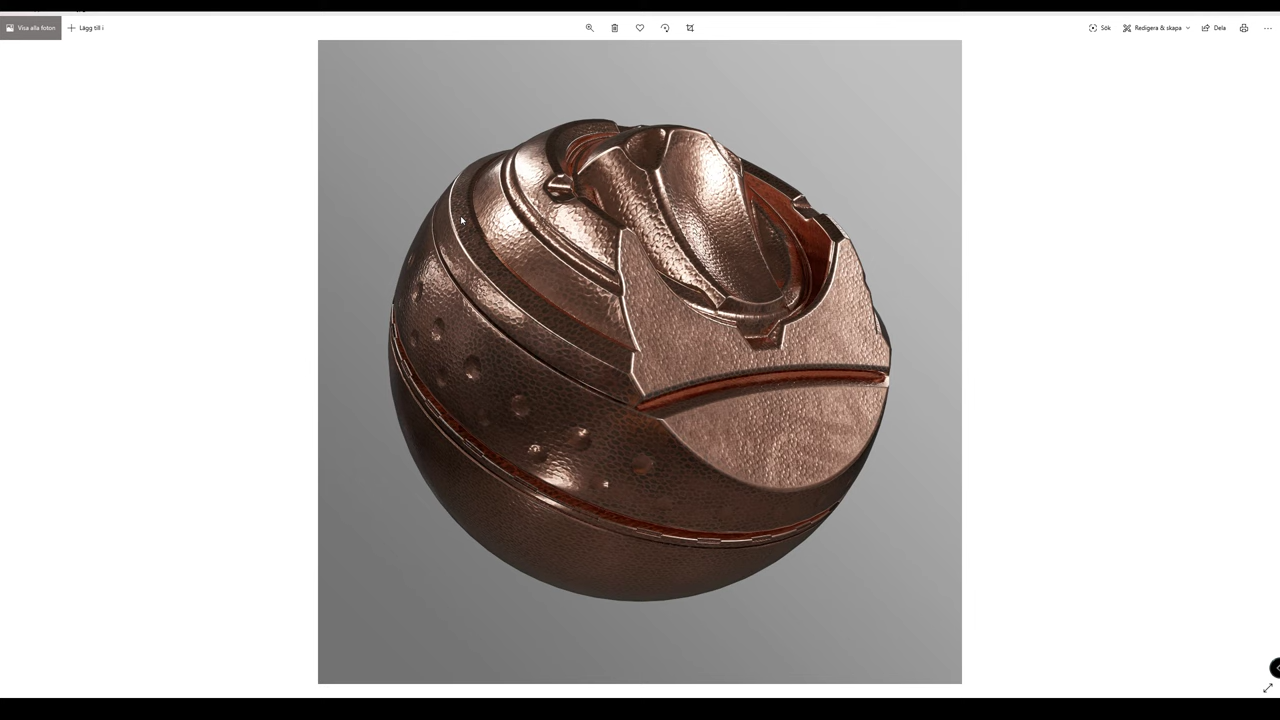 Visa alla foton
Lägg till i
Sök
Redigera & skapa
Dela